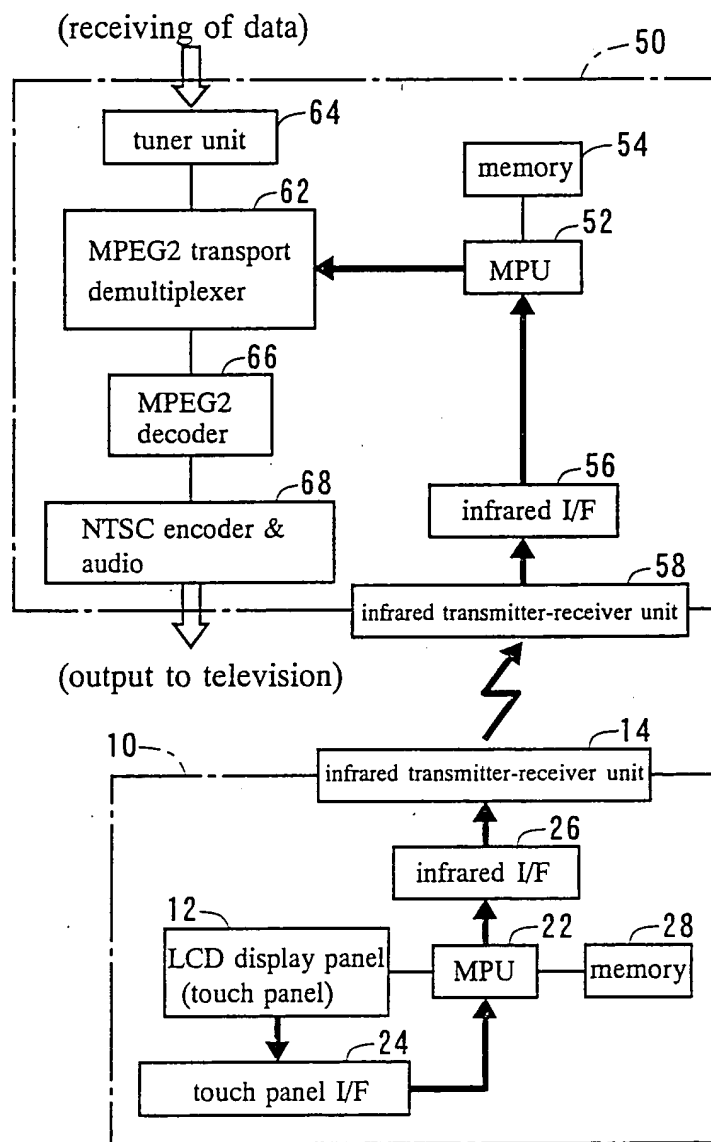 (receiving of data)
50
64
tuner unit
54
memory
62
MPEG2 transport
demultiplexer
52
MPU
66
MPEG2
decoder
56
infrared I/F
68
NTSC encoder &
audio
58
infrared transmitter-receiver unit
(output to television)
10
14
infrared transmitter-receiver unit
26
infrared I/F
12
LCD display panel
(touch panel)
22
MPU
28
memory
24
touch panel I/F